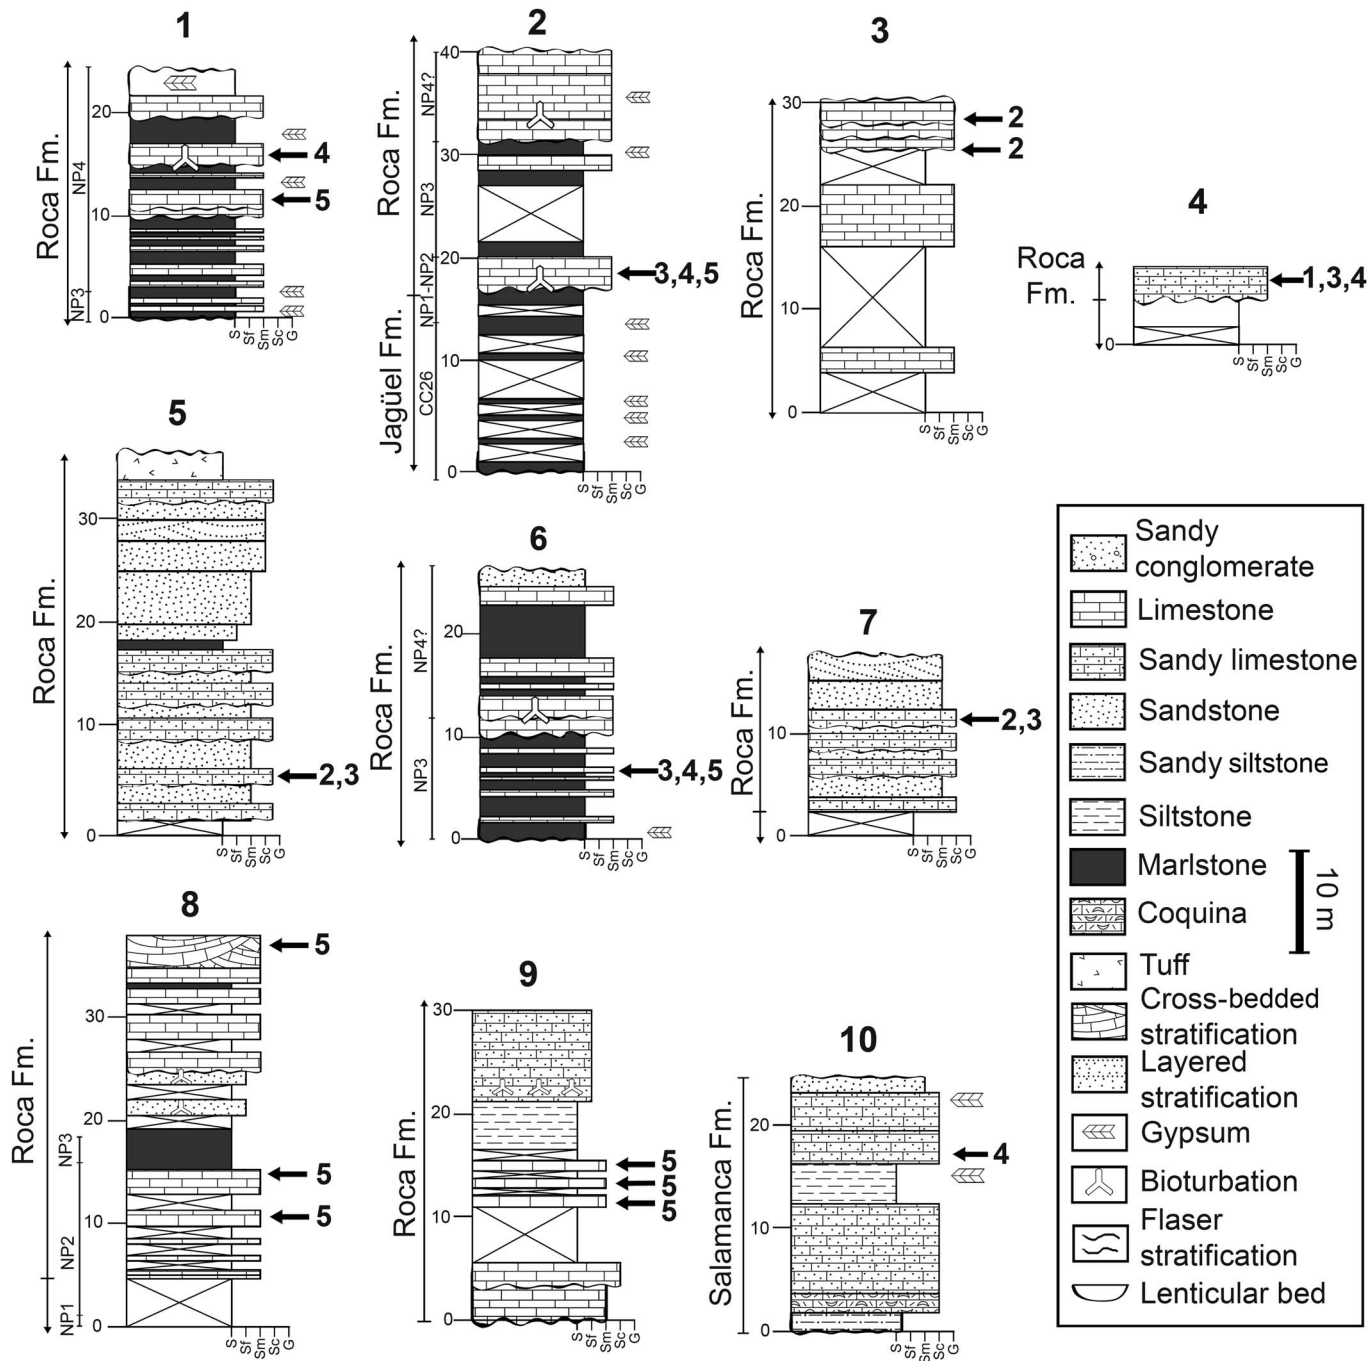 1
Roca Fm.
NP4
NP3
20
10
0
4
5
S
Sf
Sm
Sc
G
2
Roca Fm.
Jagüel Fm.
NP4?
NP3
NP1-NP2
CC26
40
30
20
10
0
3,4,5
S
Sf
Sm
Sc
G
3
Roca Fm.
30
20
10
0
2
2
S
Sf
Sm
Sc
G
4
Roca
Fm.
0
1,3,4
S
Sf
Sm
Sc
G
5
Roca Fm.
30
20
10
0
2,3
S
Sf
Sm
Sc
G
6
Roca Fm.
NP4?
NP3
20
10
0
3,4,5
S
Sf
Sm
Sc
G
7
Roca Fm.
10
0
2,3
S
Sf
Sm
Sc
G
8
Roca Fm.
NP3
NP2
NP1
30
20
10
0
5
5
5
S
Sf
Sm
Sc
G
9
Roca Fm.
30
20
10
0
5
5
5
S
Sf
Sm
Sc
G
10
Salamanca Fm.
20
10
0
4
S
Sf
Sm
Sc
G
Sandy
conglomerate
Limestone
Sandy limestone
Sandstone
Sandy siltstone
Siltstone
Marlstone
Coquina
10 m
Tuff
Cross-bedded
stratification
Layered
stratification
Gypsum
Bioturbation
Flaser
stratification
Lenticular bed